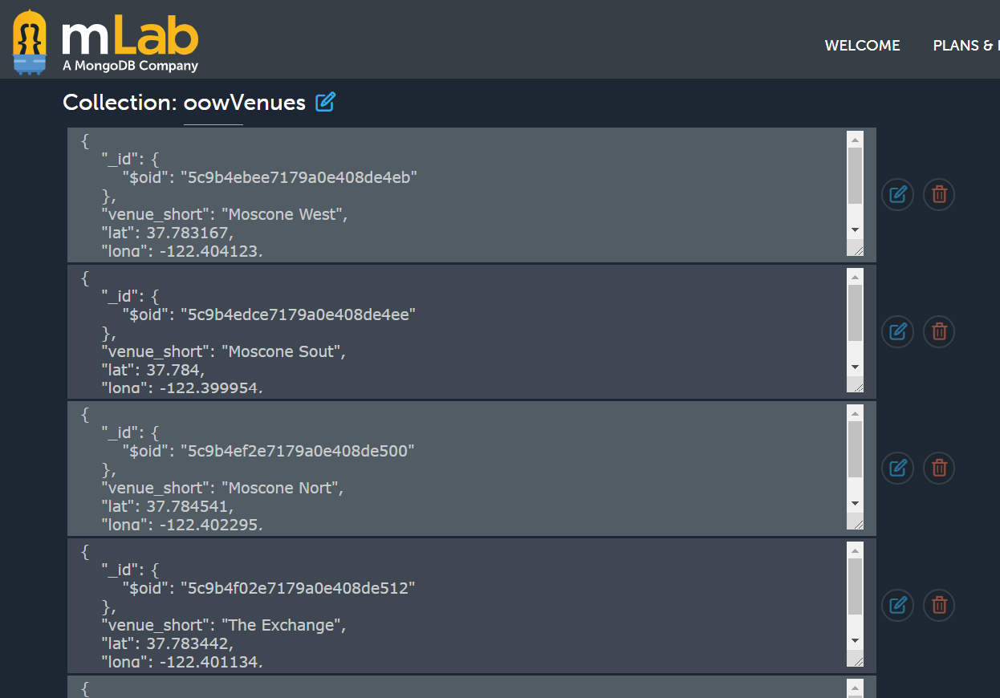 mLab
A MongoDB Company
WELCOME
PLANS &
Collection: oowVenues
{
"_id": {
"$oid": "5c9b4ebee7179a0e408de4eb"
},
"venue_short": "Moscone West",
"lat": 37.783167,
"long": -122.404123,
{
"_id": {
"$oid": "5c9b4edce7179a0e408de4ee"
},
"venue_short": "Moscone Sout",
"lat": 37.784,
"long": -122.399954,
{
"_id": {
"$oid": "5c9b4ef2e7179a0e408de500"
},
"venue_short": "Moscone Nort",
"lat": 37.784541,
"long": -122.402295,
{
"_id": {
"$oid": "5c9b4f02e7179a0e408de512"
},
"venue_short": "The Exchange",
"lat": 37.783442,
"long": -122.401134,
{